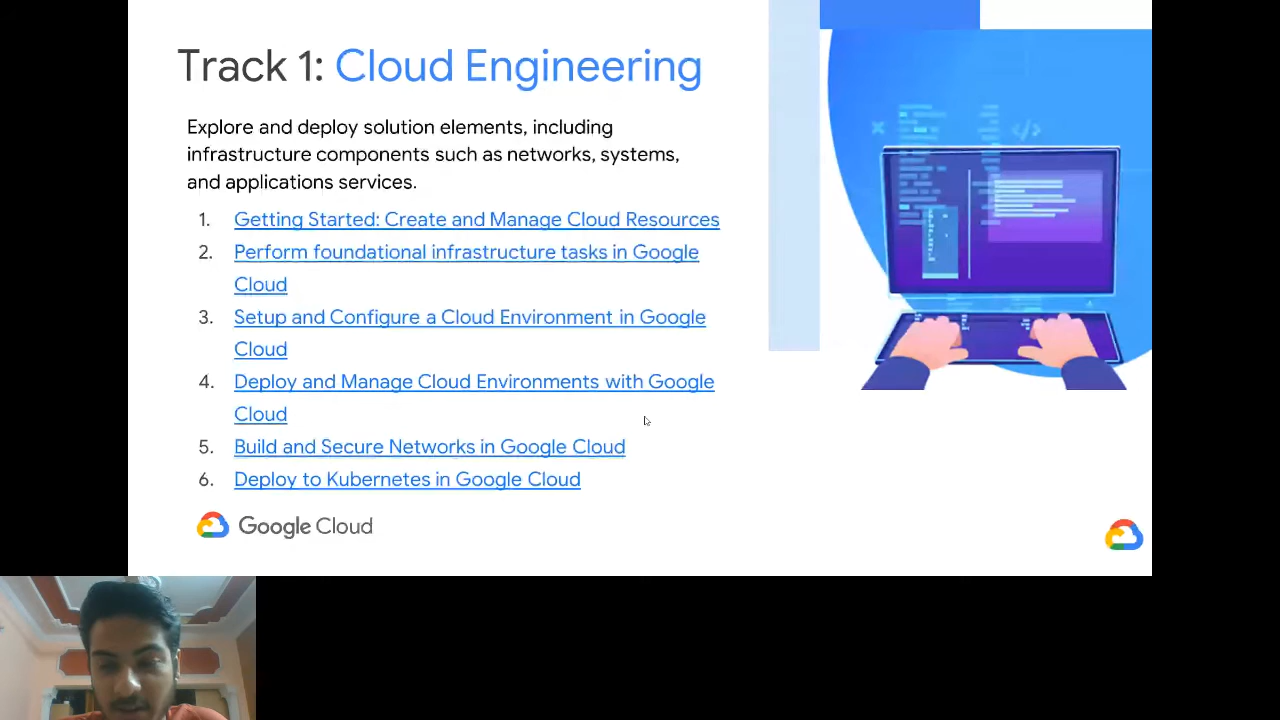 Track 1: Cloud Engineering
Explore and deploy solution elements, including
infrastructure components such as networks, systems,
and applications services.
1. Getting Started: Create and Manage Cloud Resources
2. Perform foundational infrastructure tasks in Google
Cloud
3. Setup and Configure a Cloud Environment in Google
Cloud
4. Deploy and Manage Cloud Environments with Google
Cloud
5. Build and Secure Networks in Google Cloud
6. Deploy to Kubernetes in Google Cloud
Google Cloud